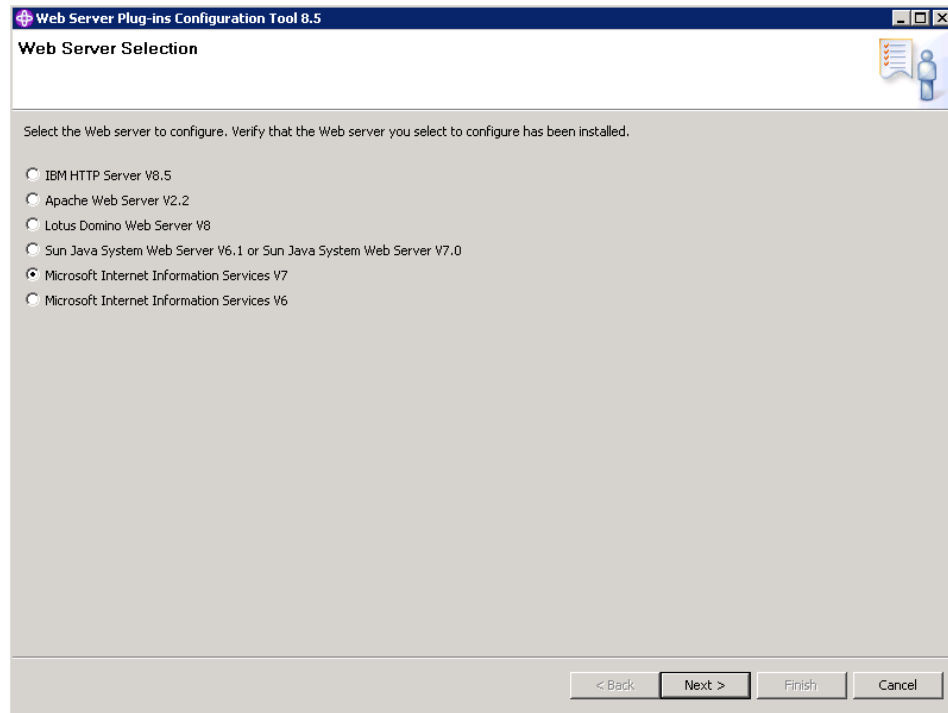 Web Server Plug-ins Configuration Tool 8.5
Web Server Selection
Select the Web server to configure. Verify that the Web server you select to configure has been installed.
IBM HTTP Server V8.5
Apache Web Server V2.2
Lotus Domino Web Server V8
Sun Java System Web Server V6.1 or Sun Java System Web Server V7.0
Microsoft Internet Information Services V7
Microsoft Internet Information Services V6
< Back Next > Finish Cancel